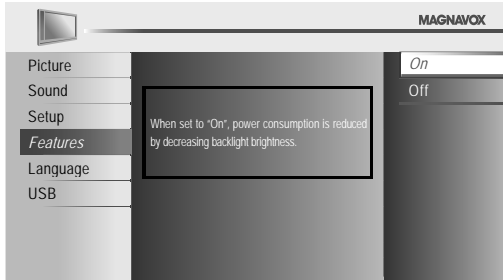 MAGNAVOX
Picture
Sound
Setup
Features
Language
USB
When set to “On”, power consumption is reduced
by decreasing backlight brightness.
On
Off